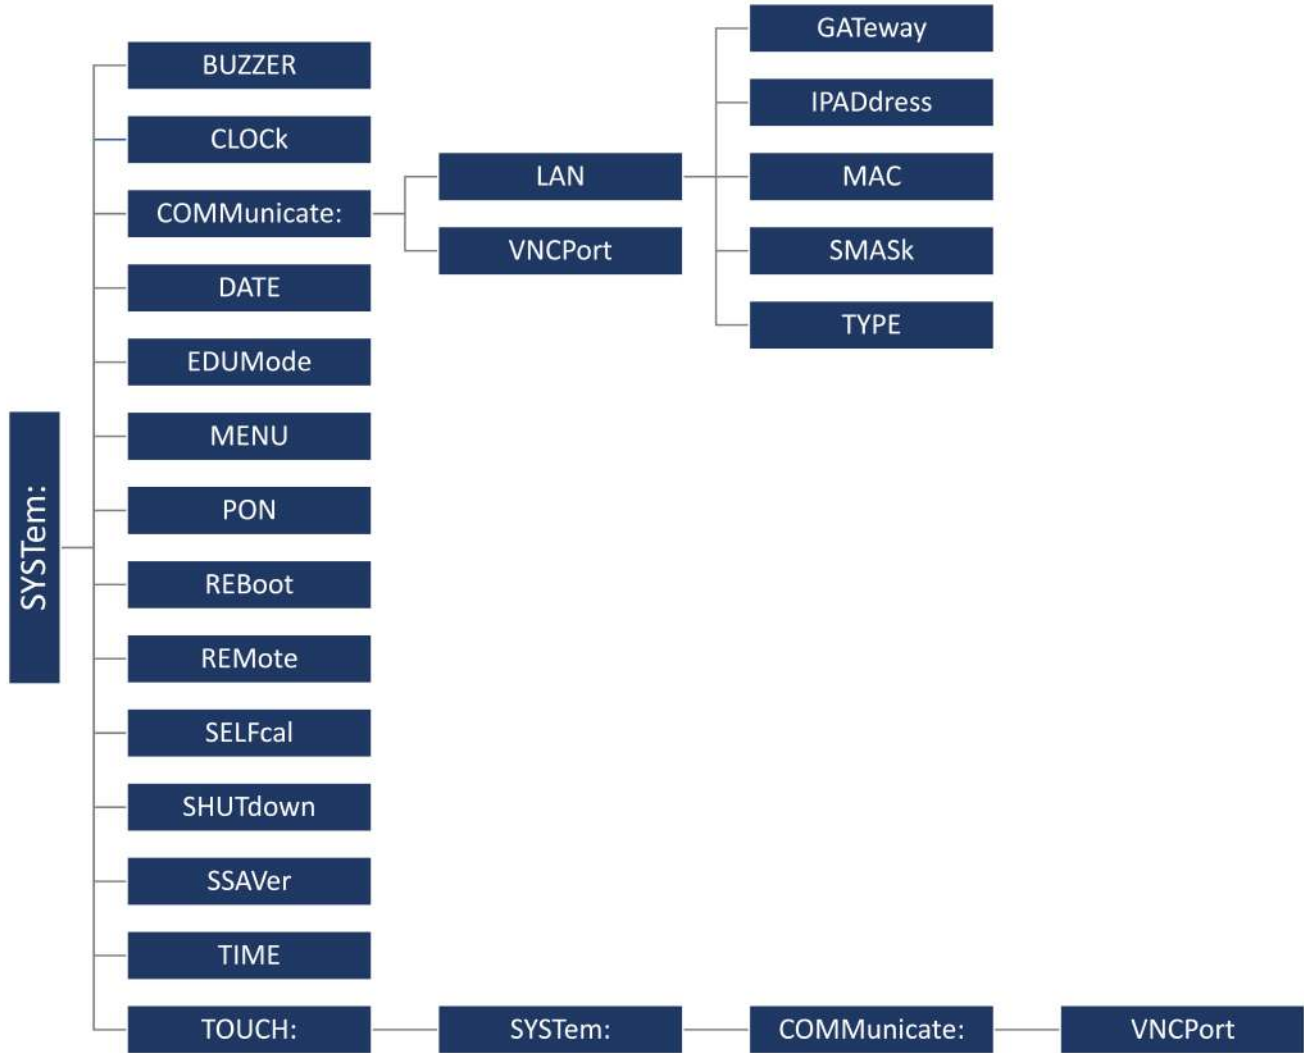 SYSTem:
BUZZER
CLOCk
COMMunicate:
LAN
GATeway
IPADdress
MAC
SMASk
TYPE
VNCPort
DATE
EDUMode
MENU
PON
REBoot
REMote
SELFcal
SHUTdown
SSAVer
TIME
TOUCH:
SYSTem:
COMMunicate:
VNCPort